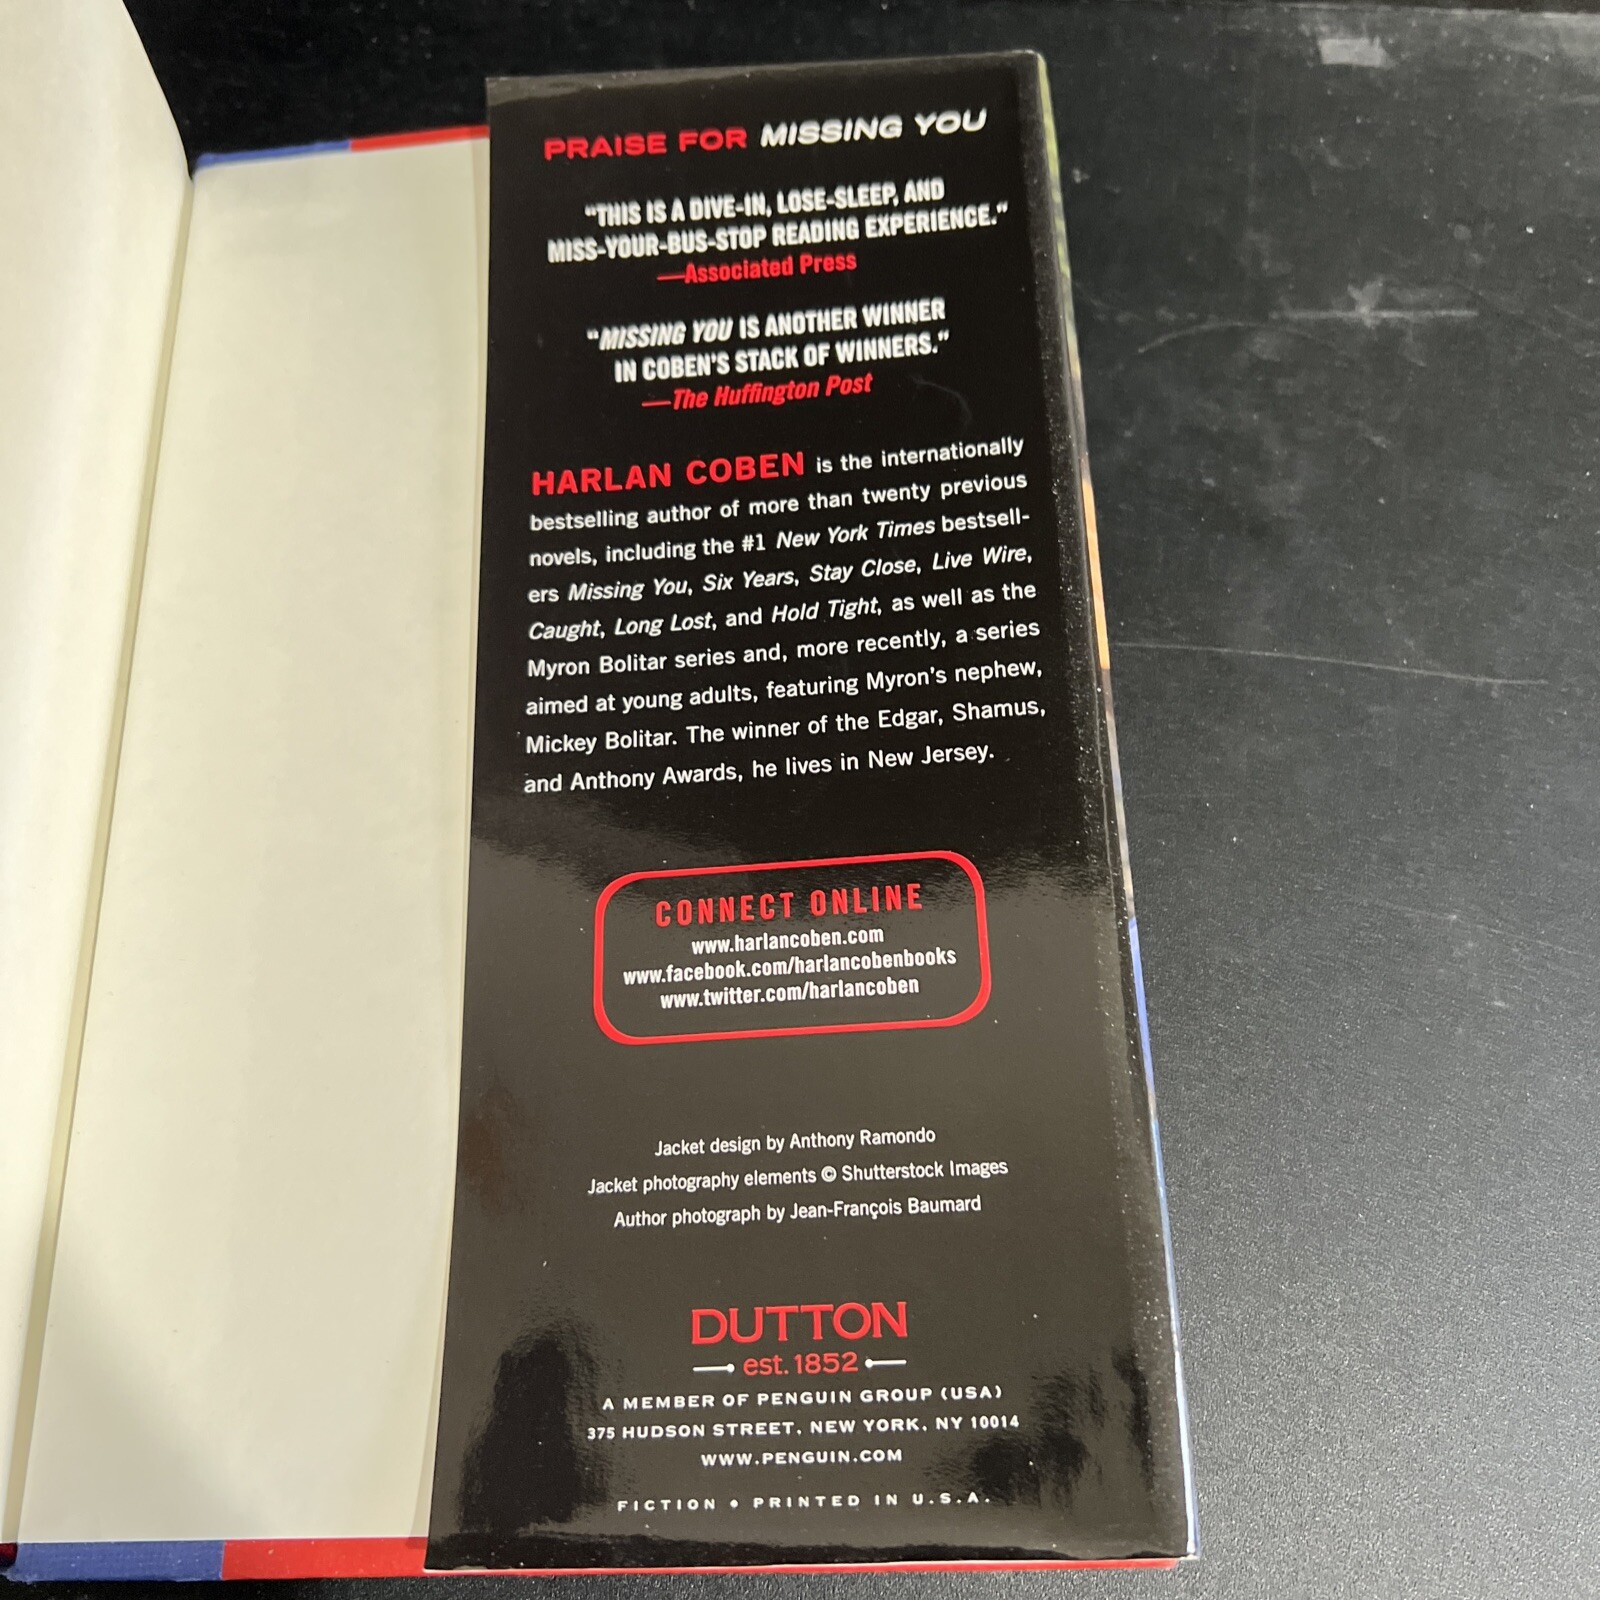 PRAISE FOR MISSING YOU
“THIS IS A DIVE-IN, LOSE-SLEEP, AND
MISS-YOUR-BUS-STOP READING EXPERIENCE.”
—Associated Press
“MISSING YOU IS ANOTHER WINNER
IN COBEN’S STACK OF WINNERS.”
—The Huffington Post
HARLAN COBEN is the internationally
bestselling author of more than twenty previous
novels, including the #1 New York Times bestsell-
ers Missing You, Six Years, Stay Close, Live Wire,
Caught, Long Lost, and Hold Tight, as well as the
Myron Bolitar series and, more recently, a series
aimed at young adults, featuring Myron’s nephew,
Mickey Bolitar. The winner of the Edgar, Shamus,
and Anthony Awards, he lives in New Jersey.
CONNECT ONLINE
www.harlancoben.com
www.facebook.com/harlancobenbooks
www.twitter.com/harlancoben
Jacket design by Anthony Ramondo
Jacket photography elements © Shutterstock Images
Author photograph by Jean-François Baumard
DUTTON
est. 1852
A MEMBER OF PENGUIN GROUP (USA)
375 HUDSON STREET, NEW YORK, NY 10014
WWW.PENGUIN.COM
FICTION • PRINTED IN U.S.A.